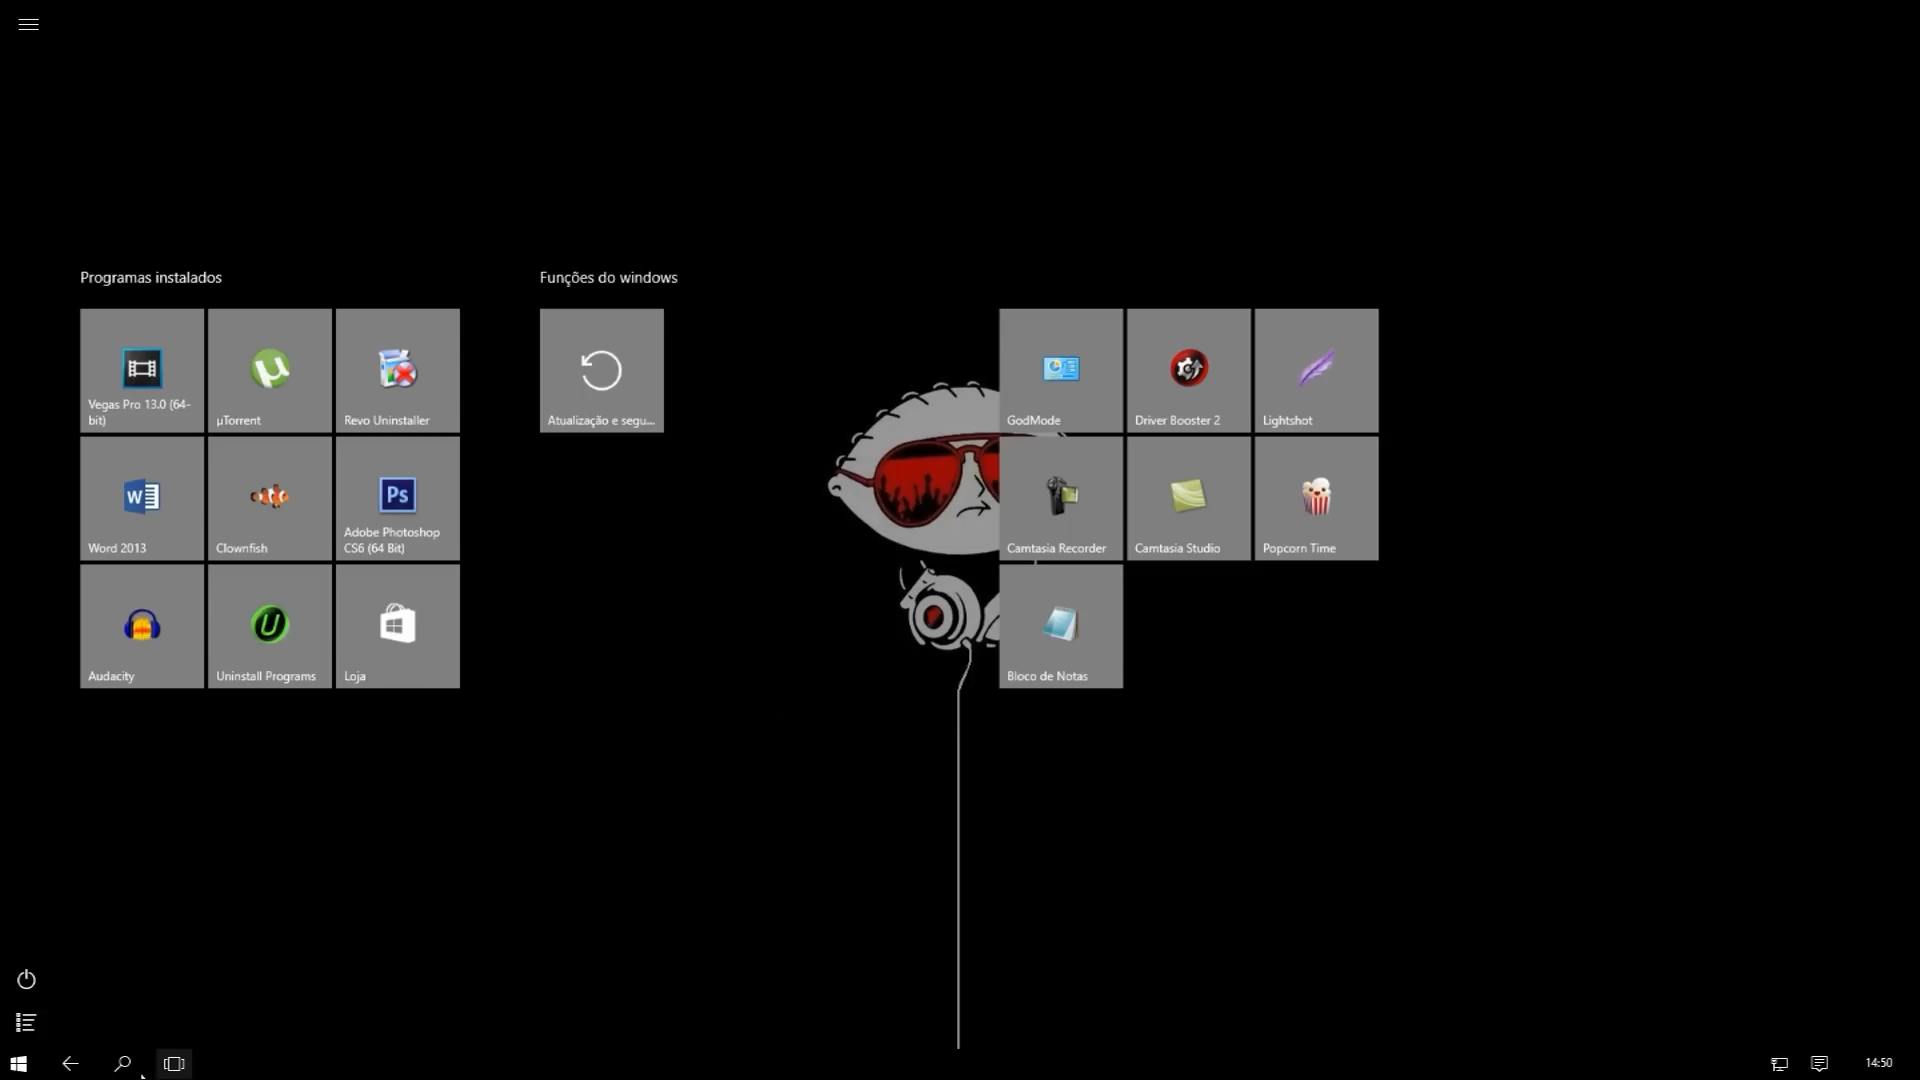 Programas instalados
Funções do windows
Vegas Pro 13.0 (64-
bit)
µTorrent
Revo Uninstaller
Atualização e segu...
GodMode
Driver Booster 2
Lightshot
W
Ps
Word 2013
Clownfish
Adobe Photoshop
CS6 (64 Bit)
Camtasia Recorder
Camtasia Studio
Popcorn Time
Audacity
Uninstall Programs
Loja
Bloco de Notas
14:50